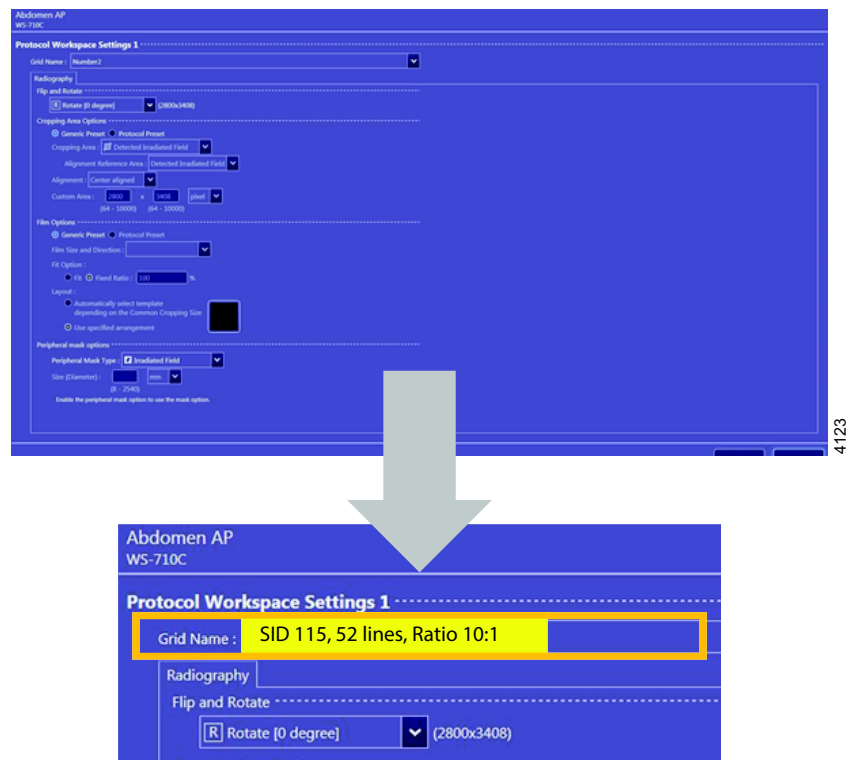 Abdomen AP
WS-710C
Protocol Workspace Settings 1
Grid Name : Number2
Radiography
Flip and Rotate
R Rotate [0 degree] (2800x3408)
Cropping Area Options
Generic Preset Protocol Preset
Cropping Area : Detected Irradiated Field
Alignment Reference Area : Detected Irradiated Field
Alignment : Center aligned
Custom Area : 2800 x 3408 pixel
(64 - 10000) (64 - 10000)
Film Options
Generic Preset Protocol Preset
Film Size and Direction :
Fit Option :
Fit Fixed Ratio : 100 %
Layout :
Automatically select template
depending on the Common Cropping Size
Use specified arrangement
Peripheral mask options
Peripheral Mask Type : Irradiated Field
Size (Diameter) : mm
(8 - 2540)
Enable the peripheral mask option to use the mask option.
4123
Abdomen AP
WS-710C
Protocol Workspace Settings 1
Grid Name : SID 115, 52 lines, Ratio 10:1
Radiography
Flip and Rotate
R Rotate [0 degree] (2800x3408)